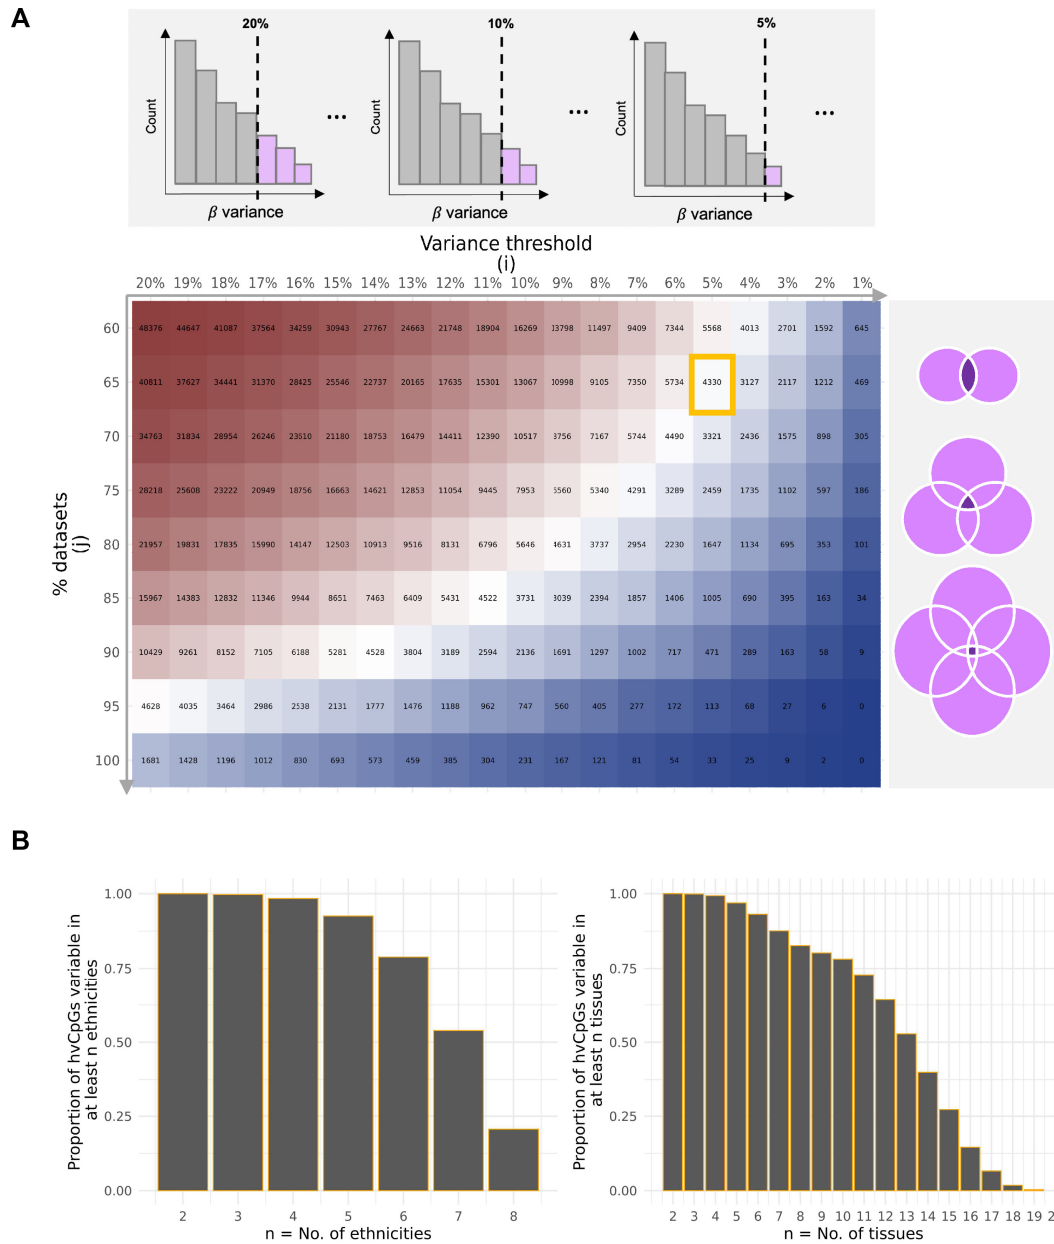 A
20%
10%
5%
Count
Count
Count
...
...
...
β variance
β variance
β variance
Variance threshold
(i)
20% 19% 18% 17% 16% 15% 14% 13% 12% 11% 10% 9% 8% 7% 6% 5% 4% 3% 2% 1%
% datasets
(j)
60 48376 44647 41087 37564 34259 30943 27767 24663 21748 18904 16269 13798 11497 9409 7344 5568 4013 2701 1592 645
65 40811 37627 34441 31370 28425 25546 22737 20165 17635 15301 13067 10998 9105 7350 5734 4330 3127 2117 1212 469
70 34763 31834 28954 26246 23510 21180 18753 16479 14411 12390 10517 3756 7167 5744 4490 3321 2436 1575 898 305
75 28218 25608 23222 20949 18756 16663 14621 12853 11054 9445 7953 5560 5340 4291 3289 2459 1735 1102 597 186
80 21957 19831 17835 15990 14147 12503 10913 9516 8131 6796 5646 4631 3737 2954 2230 1647 1134 695 353 101
85 15967 14383 12832 11346 9944 8651 7463 6409 5431 4522 3731 3039 2394 1857 1406 1005 690 395 163 34
90 10429 9261 8152 7105 6188 5281 4528 3804 3189 2594 2136 1691 1297 1002 717 471 289 163 58 9
95 4628 4035 3464 2986 2538 2131 1777 1476 1188 962 747 560 405 277 172 113 68 27 6 0
100 1681 1428 1196 1012 830 693 573 459 385 304 231 167 121 81 54 33 25 9 2 0
B
Proportion of hvCpGs variable in
at least n ethnicities
1.00
0.75
0.50
0.25
0.00
2 3 4 5 6 7 8
n = No. of ethnicities
Proportion of hvCpGs variable in
at least n tissues
1.00
0.75
0.50
0.25
0.00
2 3 4 5 6 7 8 9 10 11 12 13 14 15 16 17 18 19 2
n = No. of tissues